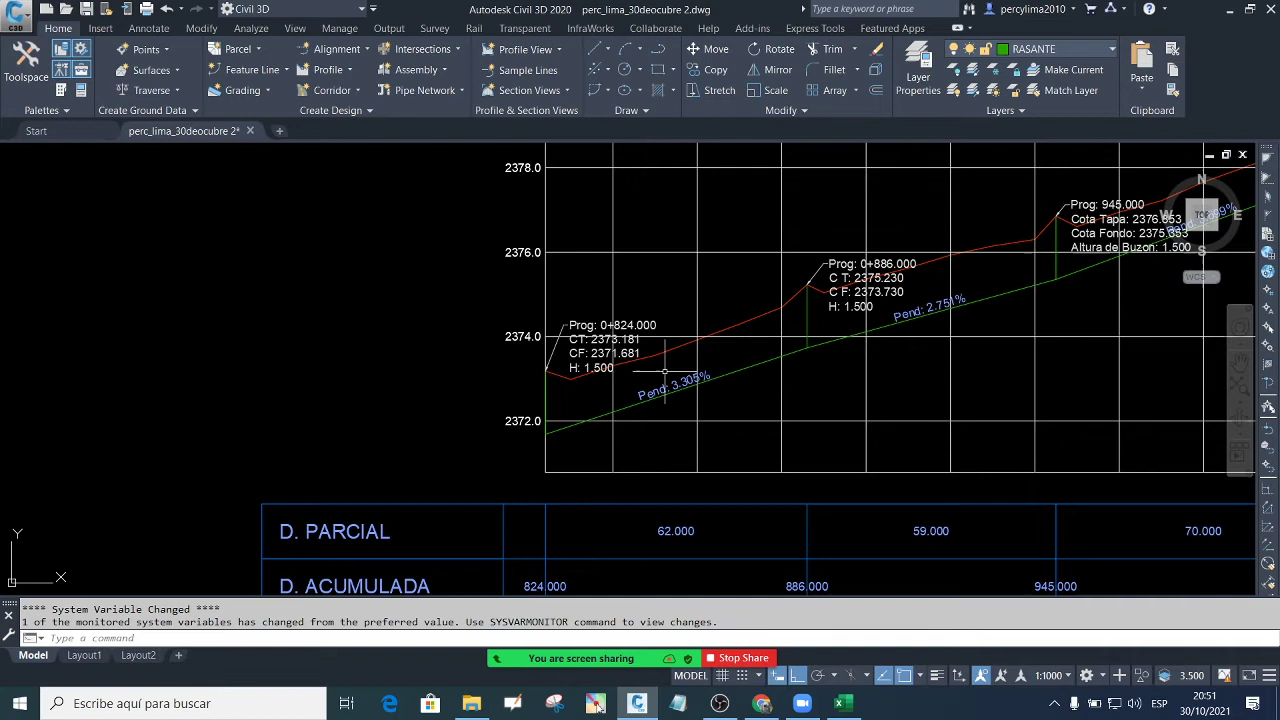 C3D
Civil 3D
Autodesk Civil 3D 2022 perc_lima_30deocubre 2.dwg
Type a keyword or phrase
percylima2010
Home Insert Annotate Modify Analyze View Manage Output Survey Rail Transparent InfraWorks Collaborate Help Add-ins Express Tools Featured Apps
Toolspace
Points
Surfaces
Traverse
Parcel
Feature Line
Grading
Alignment
Profile
Corridor
Intersections
Assembly
Pipe Network
Profile View
Sample Lines
Section Views
Line
Draw
Move
Copy
Stretch
Rotate
Mirror
Scale
Trim
Fillet
Array
Layer
Properties
RASANTE
Make Current
Match Layer
Paste
Palettes
Create Ground Data
Create Design
Profile & Section Views
Draw
Modify
Layers
Clipboard
Start
perc_lima_30deocubre 2*
2378.0
2376.0
2374.0
2372.0
Prog: 0+824.000
CT: 2373.181
CF: 2371.681
H: 1.500
Pend: 3.305%
Prog: 0+886.000
C T: 2375.230
C F: 2373.730
H: 1.500
Pend: 2.751%
Prog: 945.000
Cota Tapa: 2376.853
Cota Fondo: 2375.353
Altura de Buzon: 1.500
N
W
TOP
E
S
WCS
Y
X
D. PARCIAL 62.000 59.000 70.000
D. ACUMULADA 824.000 886.000 945.000
**** System Variable Changed ****
1 of the monitored system variables has changed from the preferred value. Use SYSVARMONITOR command to view changes.
Type a command
Model Layout1 Layout2
You are screen sharing
Stop Share
MODEL
1:1000
3.500
Escribe aquí para buscar
ESP
20:51
30/10/2021